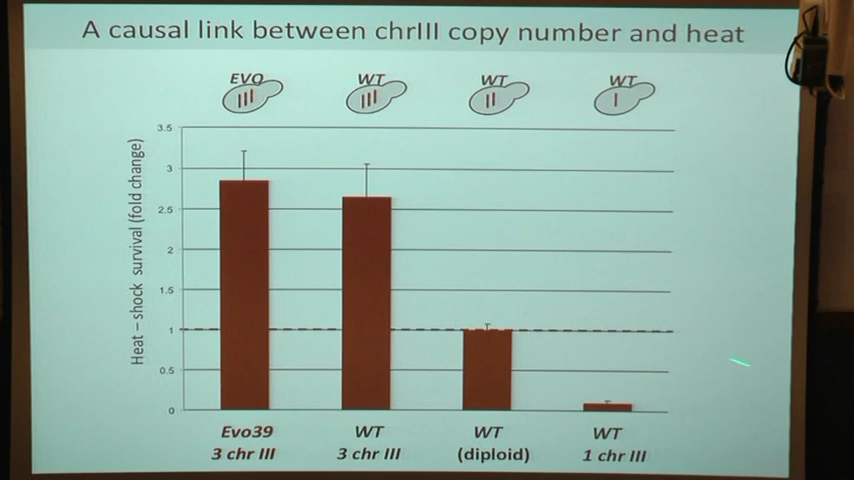 A causal link between chrIII copy number and heat
EVO WT WT WT
Heat – shock survival (fold change)
3.5
3
2.5
2
1.5
1
0.5
0
Evo39 WT WT WT
3 chr III 3 chr III (diploid) 1 chr III